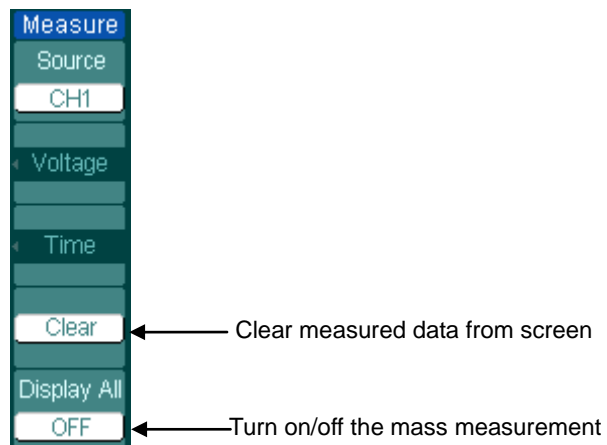 Measure
Source
CH1
Voltage
Time
Clear
Clear measured data from screen
Display All
OFF
Turn on/off the mass measurement